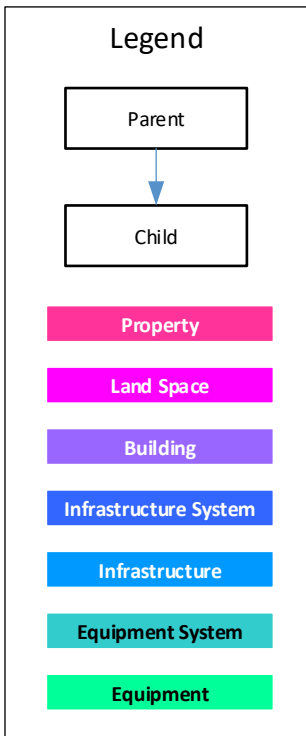 Legend
Parent
Child
Property
Land Space
Building
Infrastructure System
Infrastructure
Equipment System
Equipment